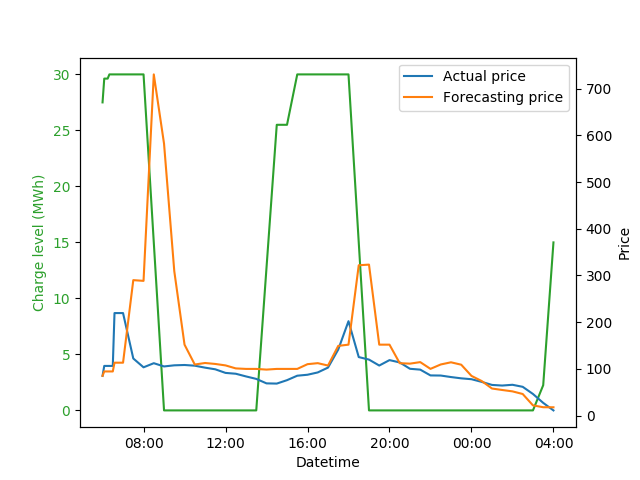 Actual price
Forecasting price
30
25
20
15
10
5
0
Charge level (MWh)
700
600
500
400
300
200
100
0
Price
08:00 12:00 16:00 20:00 00:00 04:00
Datetime